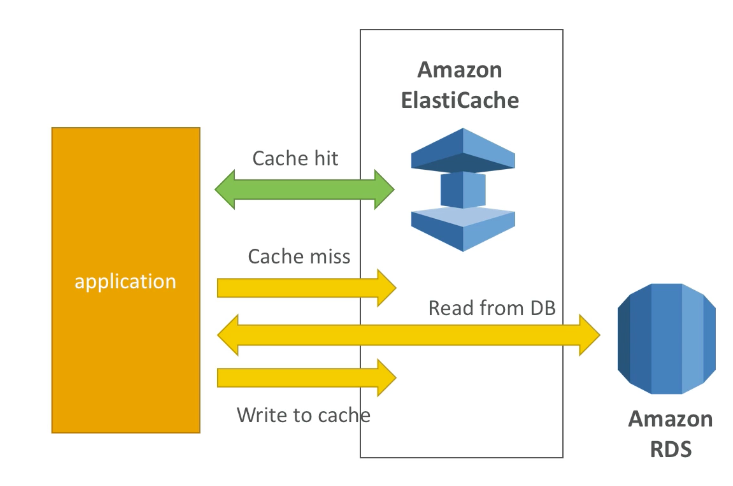 Amazon
ElastiCache
Cache hit
Cache miss
application
Read from DB
Write to cache
Amazon
RDS